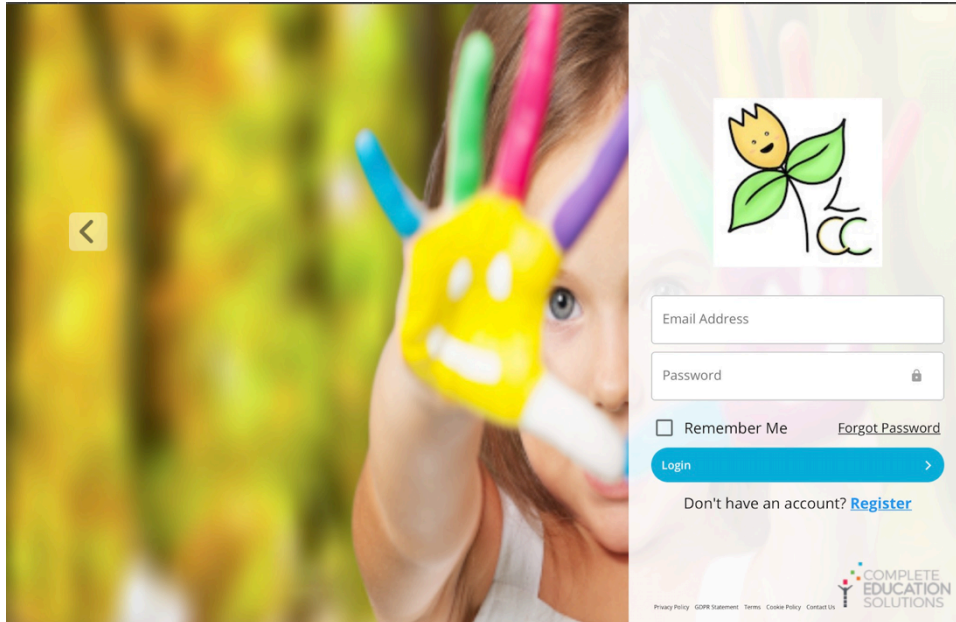 L
CC
Email Address
Password
Remember Me
Forgot Password
Login
Don't have an account? Register
COMPLETE
EDUCATION
SOLUTIONS
Privacy Policy GDPR Statement Terms Cookie Policy Contact Us